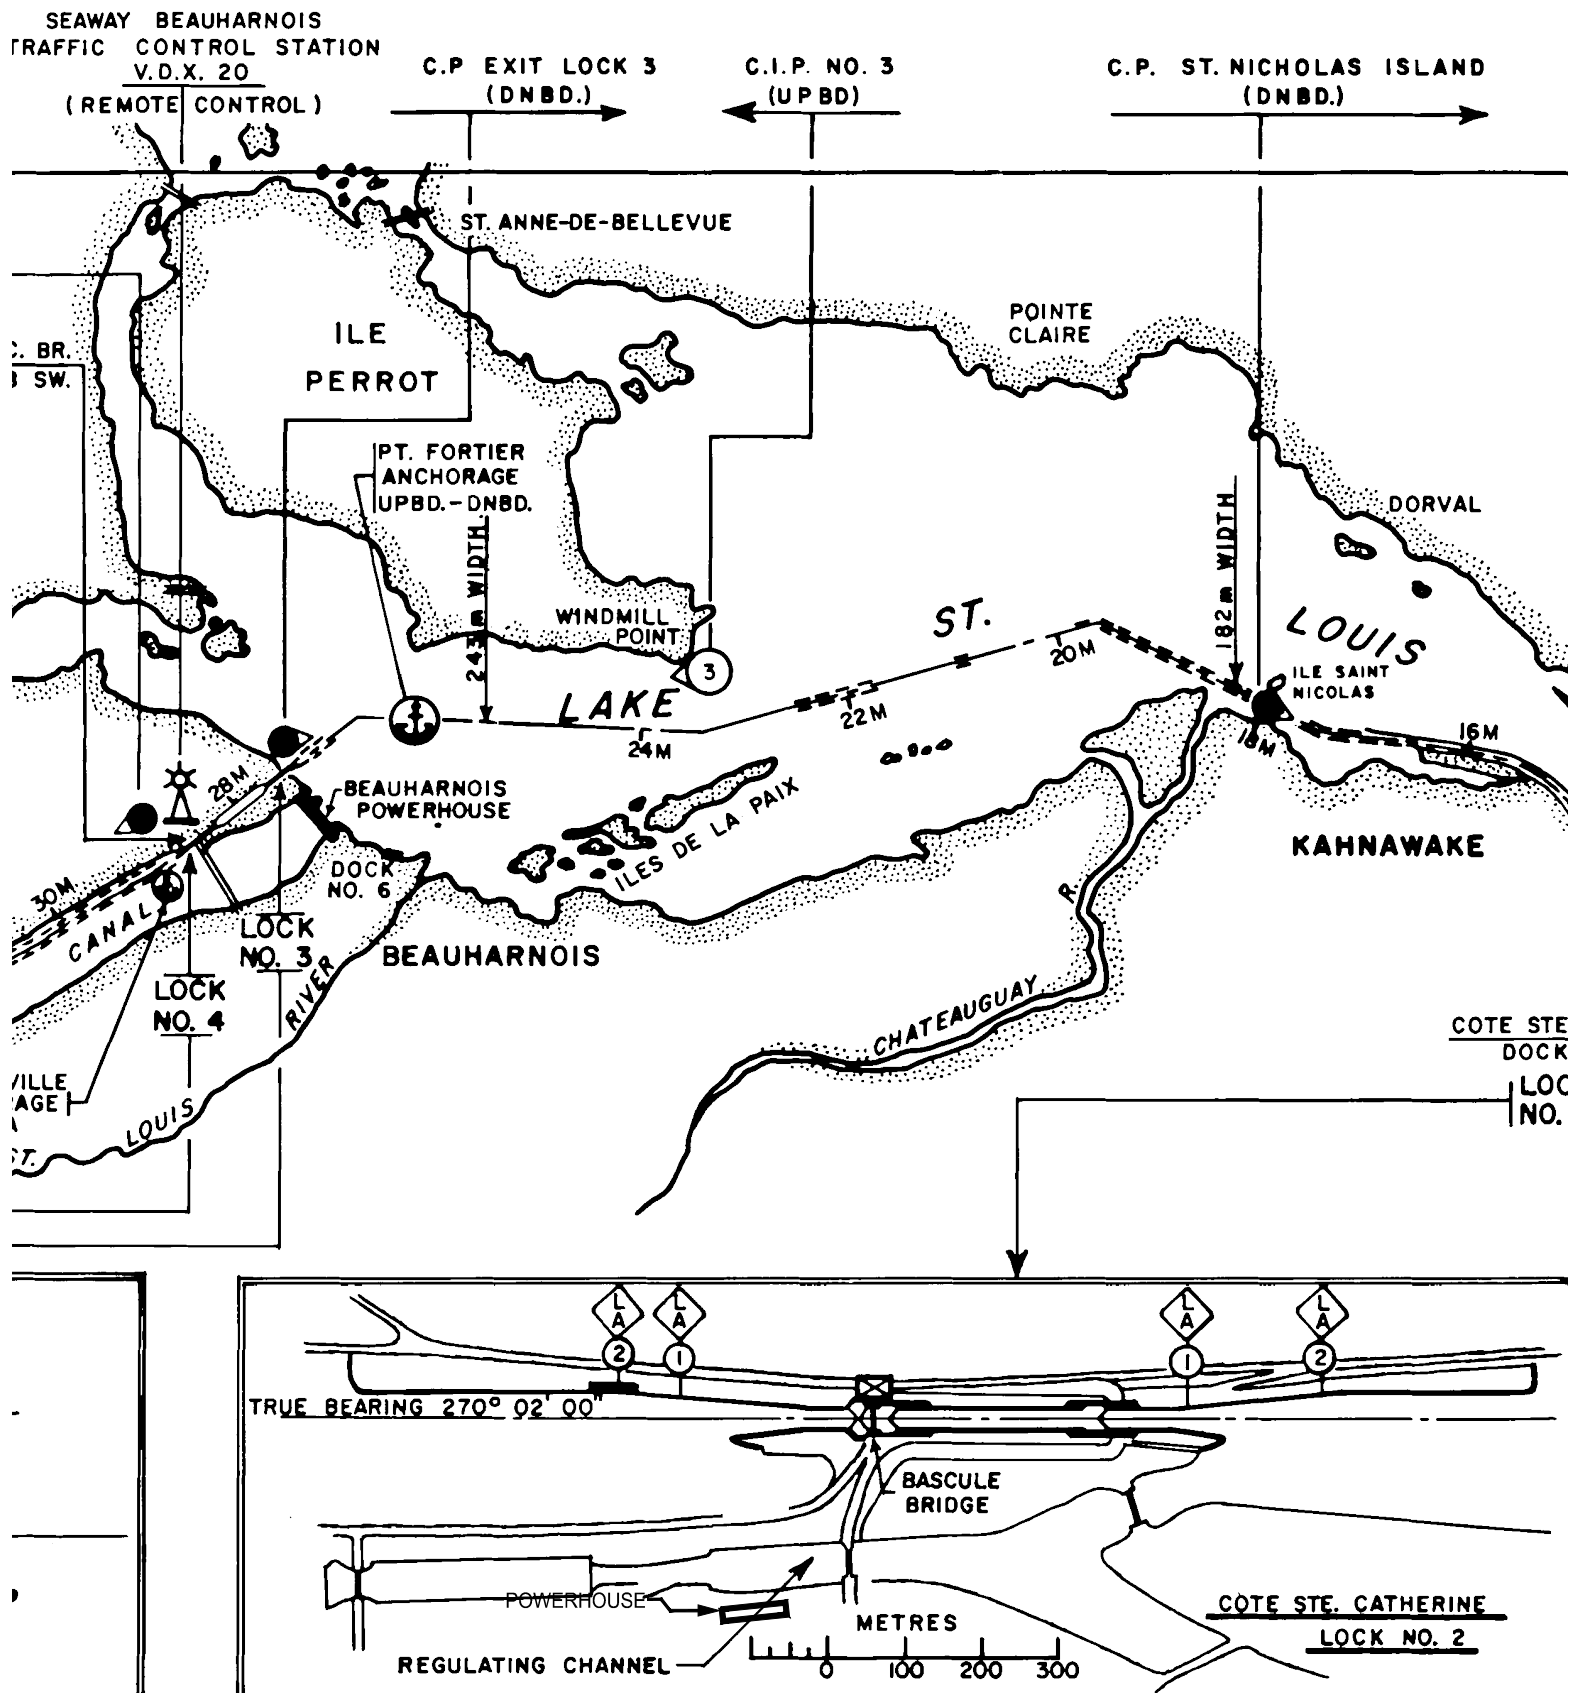 SEAWAY BEAUHARNOIS
TRAFFIC CONTROL STATION
V.D.X. 20
(REMOTE CONTROL)
C.P EXIT LOCK 3
(DNBD.)
C.I.P. NO. 3
(UPBD)
C.P. ST. NICHOLAS ISLAND
(DNBD.)
ST. ANNE-DE-BELLEVUE
POINTE
CLAIRE
ILE
PERROT
C. BR.
SW.
PT. FORTIER
ANCHORAGE
UPBD.-DNBD.
243 m WIDTH
182 m WIDTH
DORVAL
WINDMILL
POINT
3
LAKE
ST.
LOUIS
ILE SAINT
NICOLAS
20M
22M
24M
18M
16M
28M
30M
BEAUHARNOIS
POWERHOUSE
ILES DE LA PAIX
KAHNAWAKE
DOCK
NO. 6
CANAL
LOCK
NO. 3
BEAUHARNOIS
LOCK
NO. 4
RIVER
LOUIS
ST.
R.
CHATEAUGUAY
VILLE
AGE
A
COTE STE
DOCK
LOC
NO.
L
A
2
L
A
1
L
A
1
L
A
2
TRUE BEARING 270° 02' 00"
BASCULE
BRIDGE
POWERHOUSE
METRES
0 100 200 300
REGULATING CHANNEL
COTE STE. CATHERINE
LOCK NO. 2